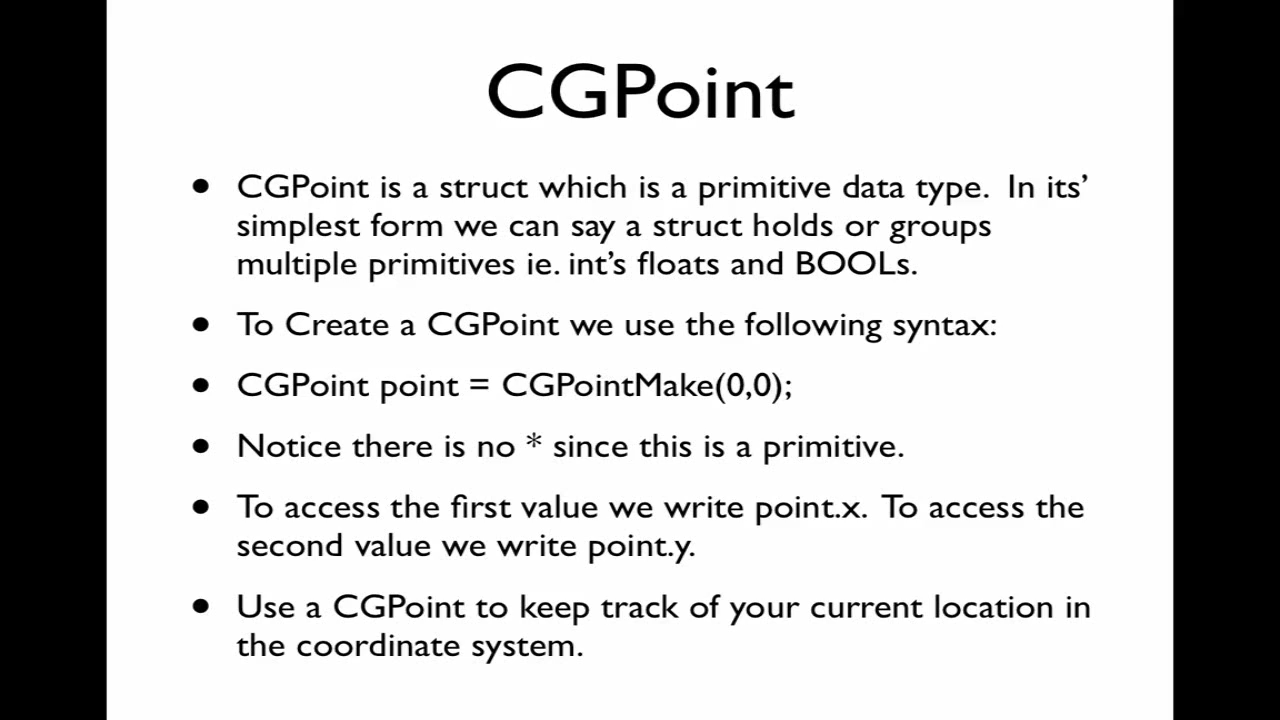 CGPoint
• CGPoint is a struct which is a primitive data type.  In its’
simplest form we can say a struct holds or groups
multiple primitives ie. int’s floats and BOOLs.
• To Create a CGPoint we use the following syntax:
• CGPoint point = CGPointMake(0,0);
• Notice there is no * since this is a primitive.
• To access the first value we write point.x.  To access the
second value we write point.y.
• Use a CGPoint to keep track of your current location in
the coordinate system.